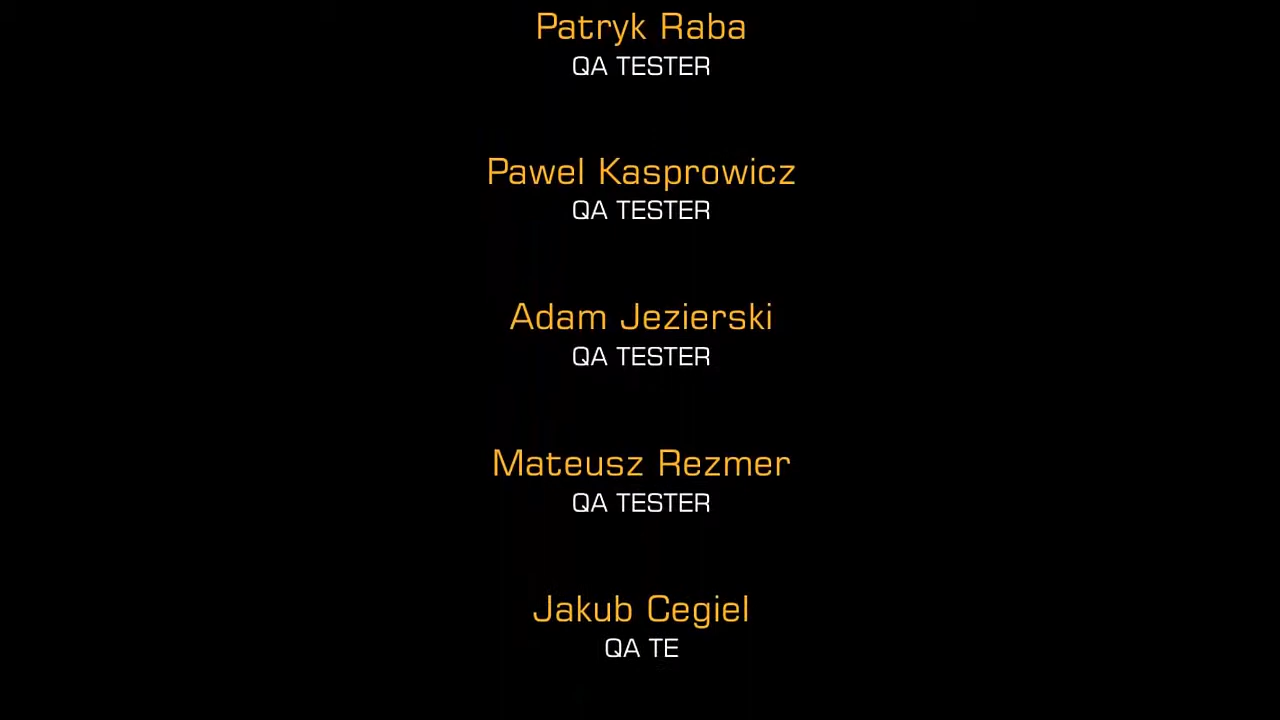 Patryk Raba
QA TESTER
Pawel Kasprowicz
QA TESTER
Adam Jezierski
QA TESTER
Mateusz Rezmer
QA TESTER
Jakub Cegiel
QA TE